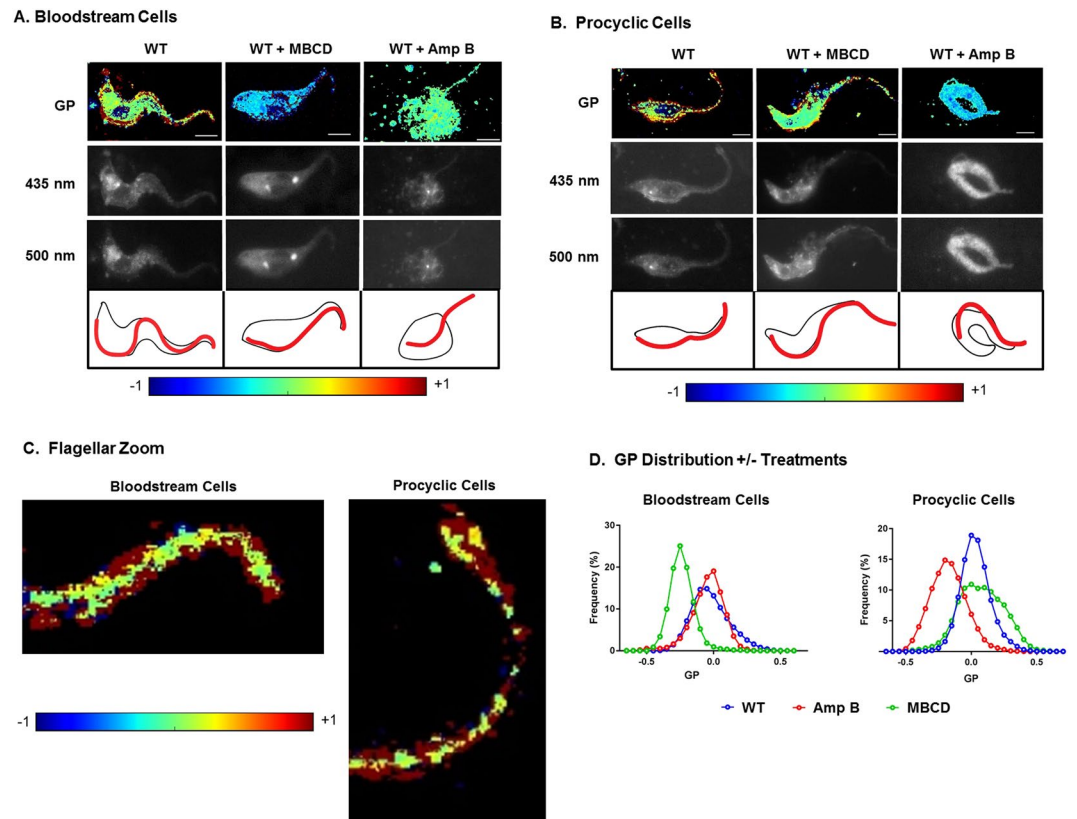 A. Bloodstream Cells
WT
WT + MBCD
WT + Amp B
GP
435 nm
500 nm
-1
+1
B. Procyclic Cells
WT
WT + MBCD
WT + Amp B
GP
435 nm
500 nm
-1
+1
C. Flagellar Zoom
Bloodstream Cells
Procyclic Cells
-1
+1
D. GP Distribution +/- Treatments
Bloodstream Cells
Frequency (%)
30
20
10
0
-0.5
0.0
0.5
GP
Procyclic Cells
Frequency (%)
20
15
10
5
-0.5
0.0
0.5
GP
WT
Amp B
MBCD